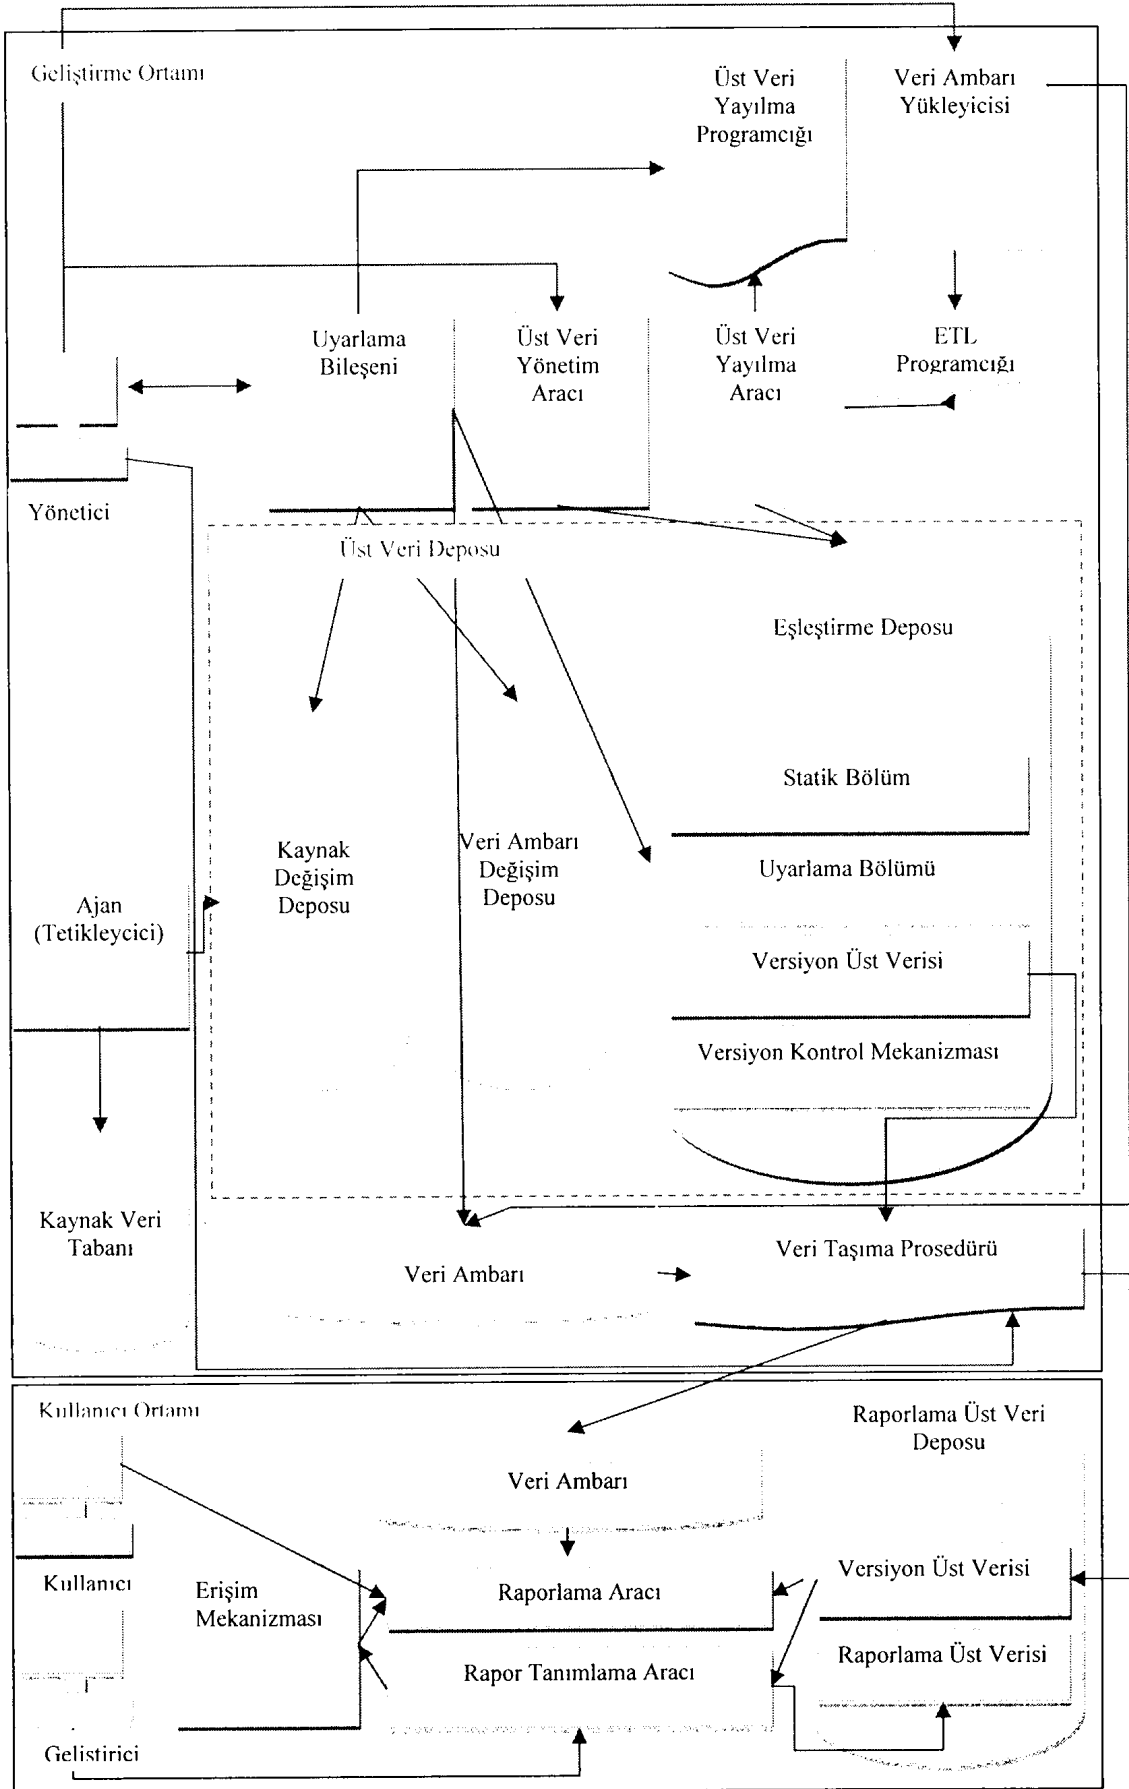 Geliştirme Ortamı
Üst Veri
Yayılma
Programcığı
Veri Ambarı
Yükleyicisi
Uyarlama
Bileşeni
Üst Veri
Yönetim
Aracı
Üst Veri
Yayılma
Aracı
ETL
Programcığı
Yönetici
Üst Veri Deposu
Eşleştirme Deposu
Statik Bölüm
Kaynak
Değişim
Deposu
Veri Ambarı
Değişim
Deposu
Uyarlama Bölümü
Ajan
(Tetikleycici)
Versiyon Üst Verisi
Versiyon Kontrol Mekanizması
Kaynak Veri
Tabanı
Veri Ambarı
Veri Taşıma Prosedürü
Kullanıcı Ortamı
Raporlama Üst Veri
Deposu
Veri Ambarı
Kullanıcı
Erişim
Mekanizması
Raporlama Aracı
Versiyon Üst Verisi
Rapor Tanımlama Aracı
Raporlama Üst Verisi
Gelistirici